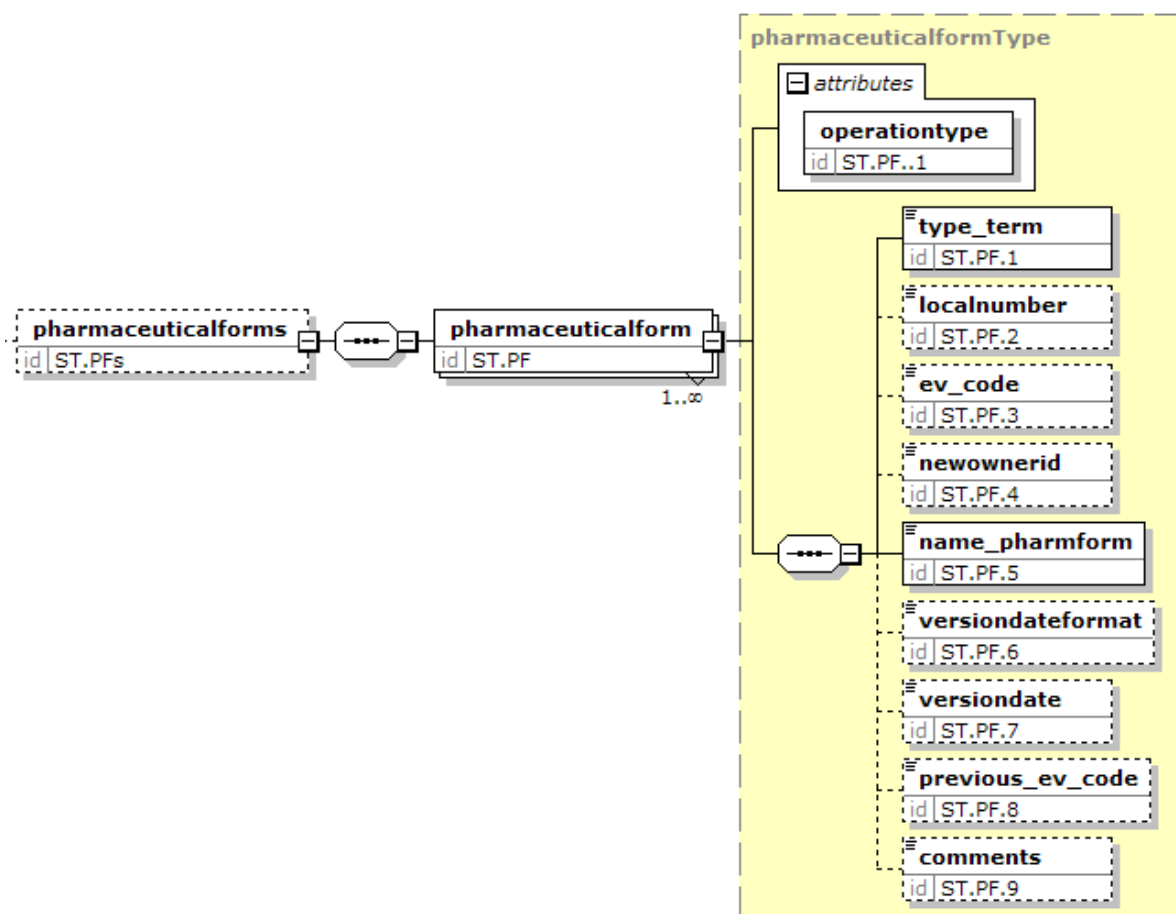 pharmaceuticalformType
attributes
operationtype
id ST.PF..1
type_term
id ST.PF.1
localnumber
id ST.PF.2
ev_code
id ST.PF.3
newownerid
id ST.PF.4
pharmaceuticalforms
id ST.PFs
pharmaceuticalform
id ST.PF
1..∞
name_pharmform
id ST.PF.5
versiondateformat
id ST.PF.6
versiondate
id ST.PF.7
previous_ev_code
id ST.PF.8
comments
id ST.PF.9